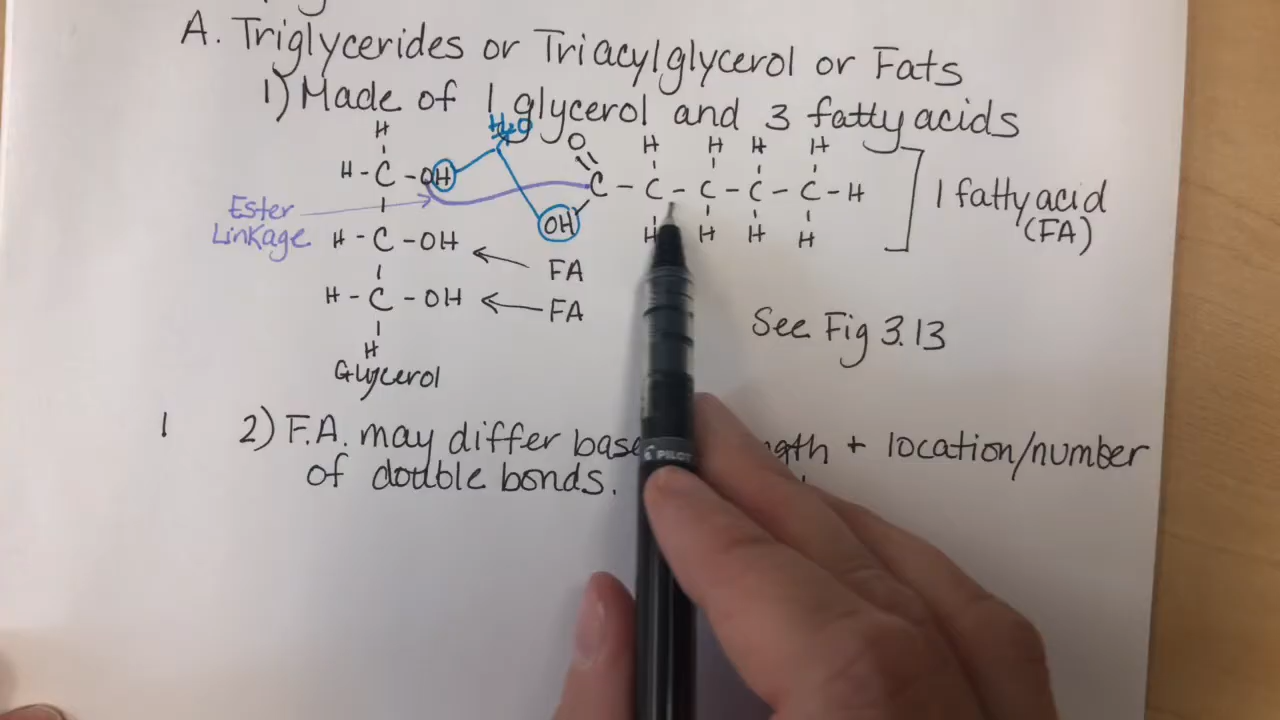 A. Triglycerides or Triacylglycerol or Fats
1) Made of 1 glycerol and 3 fatty acids
H
H₂O
O
H H H H
H - C - OH
C - C - C - C - C - H
1 fatty acid
(FA)
Ester
Linkage
OH
H H H H
H - C - OH
FA
H - C - OH
FA
See Fig 3.13
H
Glycerol
1
2) F.A. may differ + location/number
of double bonds.
PILOT